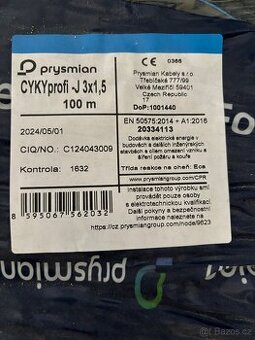 prysmian
CYKYprofi -J 3x1,5
100 m
2024/05/01
CIQ/NO.: C124043009
Kontrola: 1632
8 595067 562032
0366
Prysmian Kabely s.r.o.
Třebíčská 777/99
Velké Meziříčí 59401
Czech Republic
17
DoP: 1001440
EN 50575:2014 + A1:2016
20334113
Dodávka elektrické energie v
budovách a dalších inženýrských
stavbách s cílem omezení vzniku
a šíření ohně a kouře
Třída reakce na oheň: Eca
www.prysmiangroup.com/CPR
Instalace tohoto výrobku smí
provádět pouze osoby s
elektrotechnickou kvalifikací.
Další pokyny a bezpečnostní
informace naleznete na
https://cz.prysmiangroup.com/node/9623
prysmian